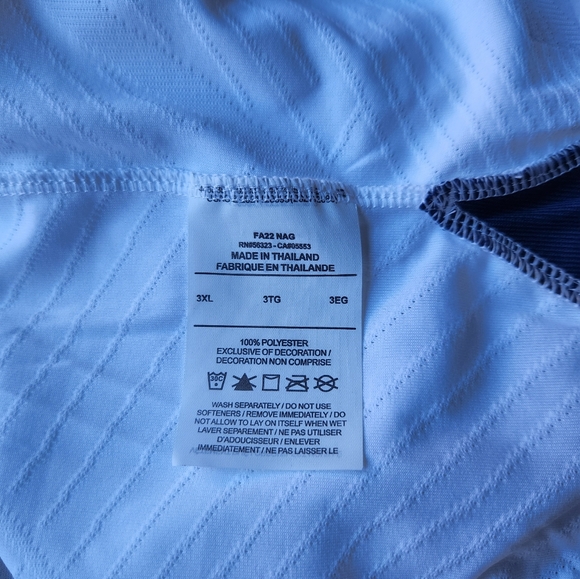 FA22 NAG
RN#56323 - CA#05553
MADE IN THAILAND
FABRIQUE EN THAILANDE
3XL 3TG 3EG
100% POLYESTER
EXCLUSIVE OF DECORATION /
DECORATION NON COMPRISE
WASH SEPARATELY / DO NOT USE
SOFTENERS / REMOVE IMMEDIATELY / DO
NOT ALLOW TO LAY ON ITSELF WHEN WET
LAVER SEPAREMENT / NE PAS UTILISER
D'ADOUCISSEUR / ENLEVER
IMMEDIATEMENT / NE PAS LAISSER LE